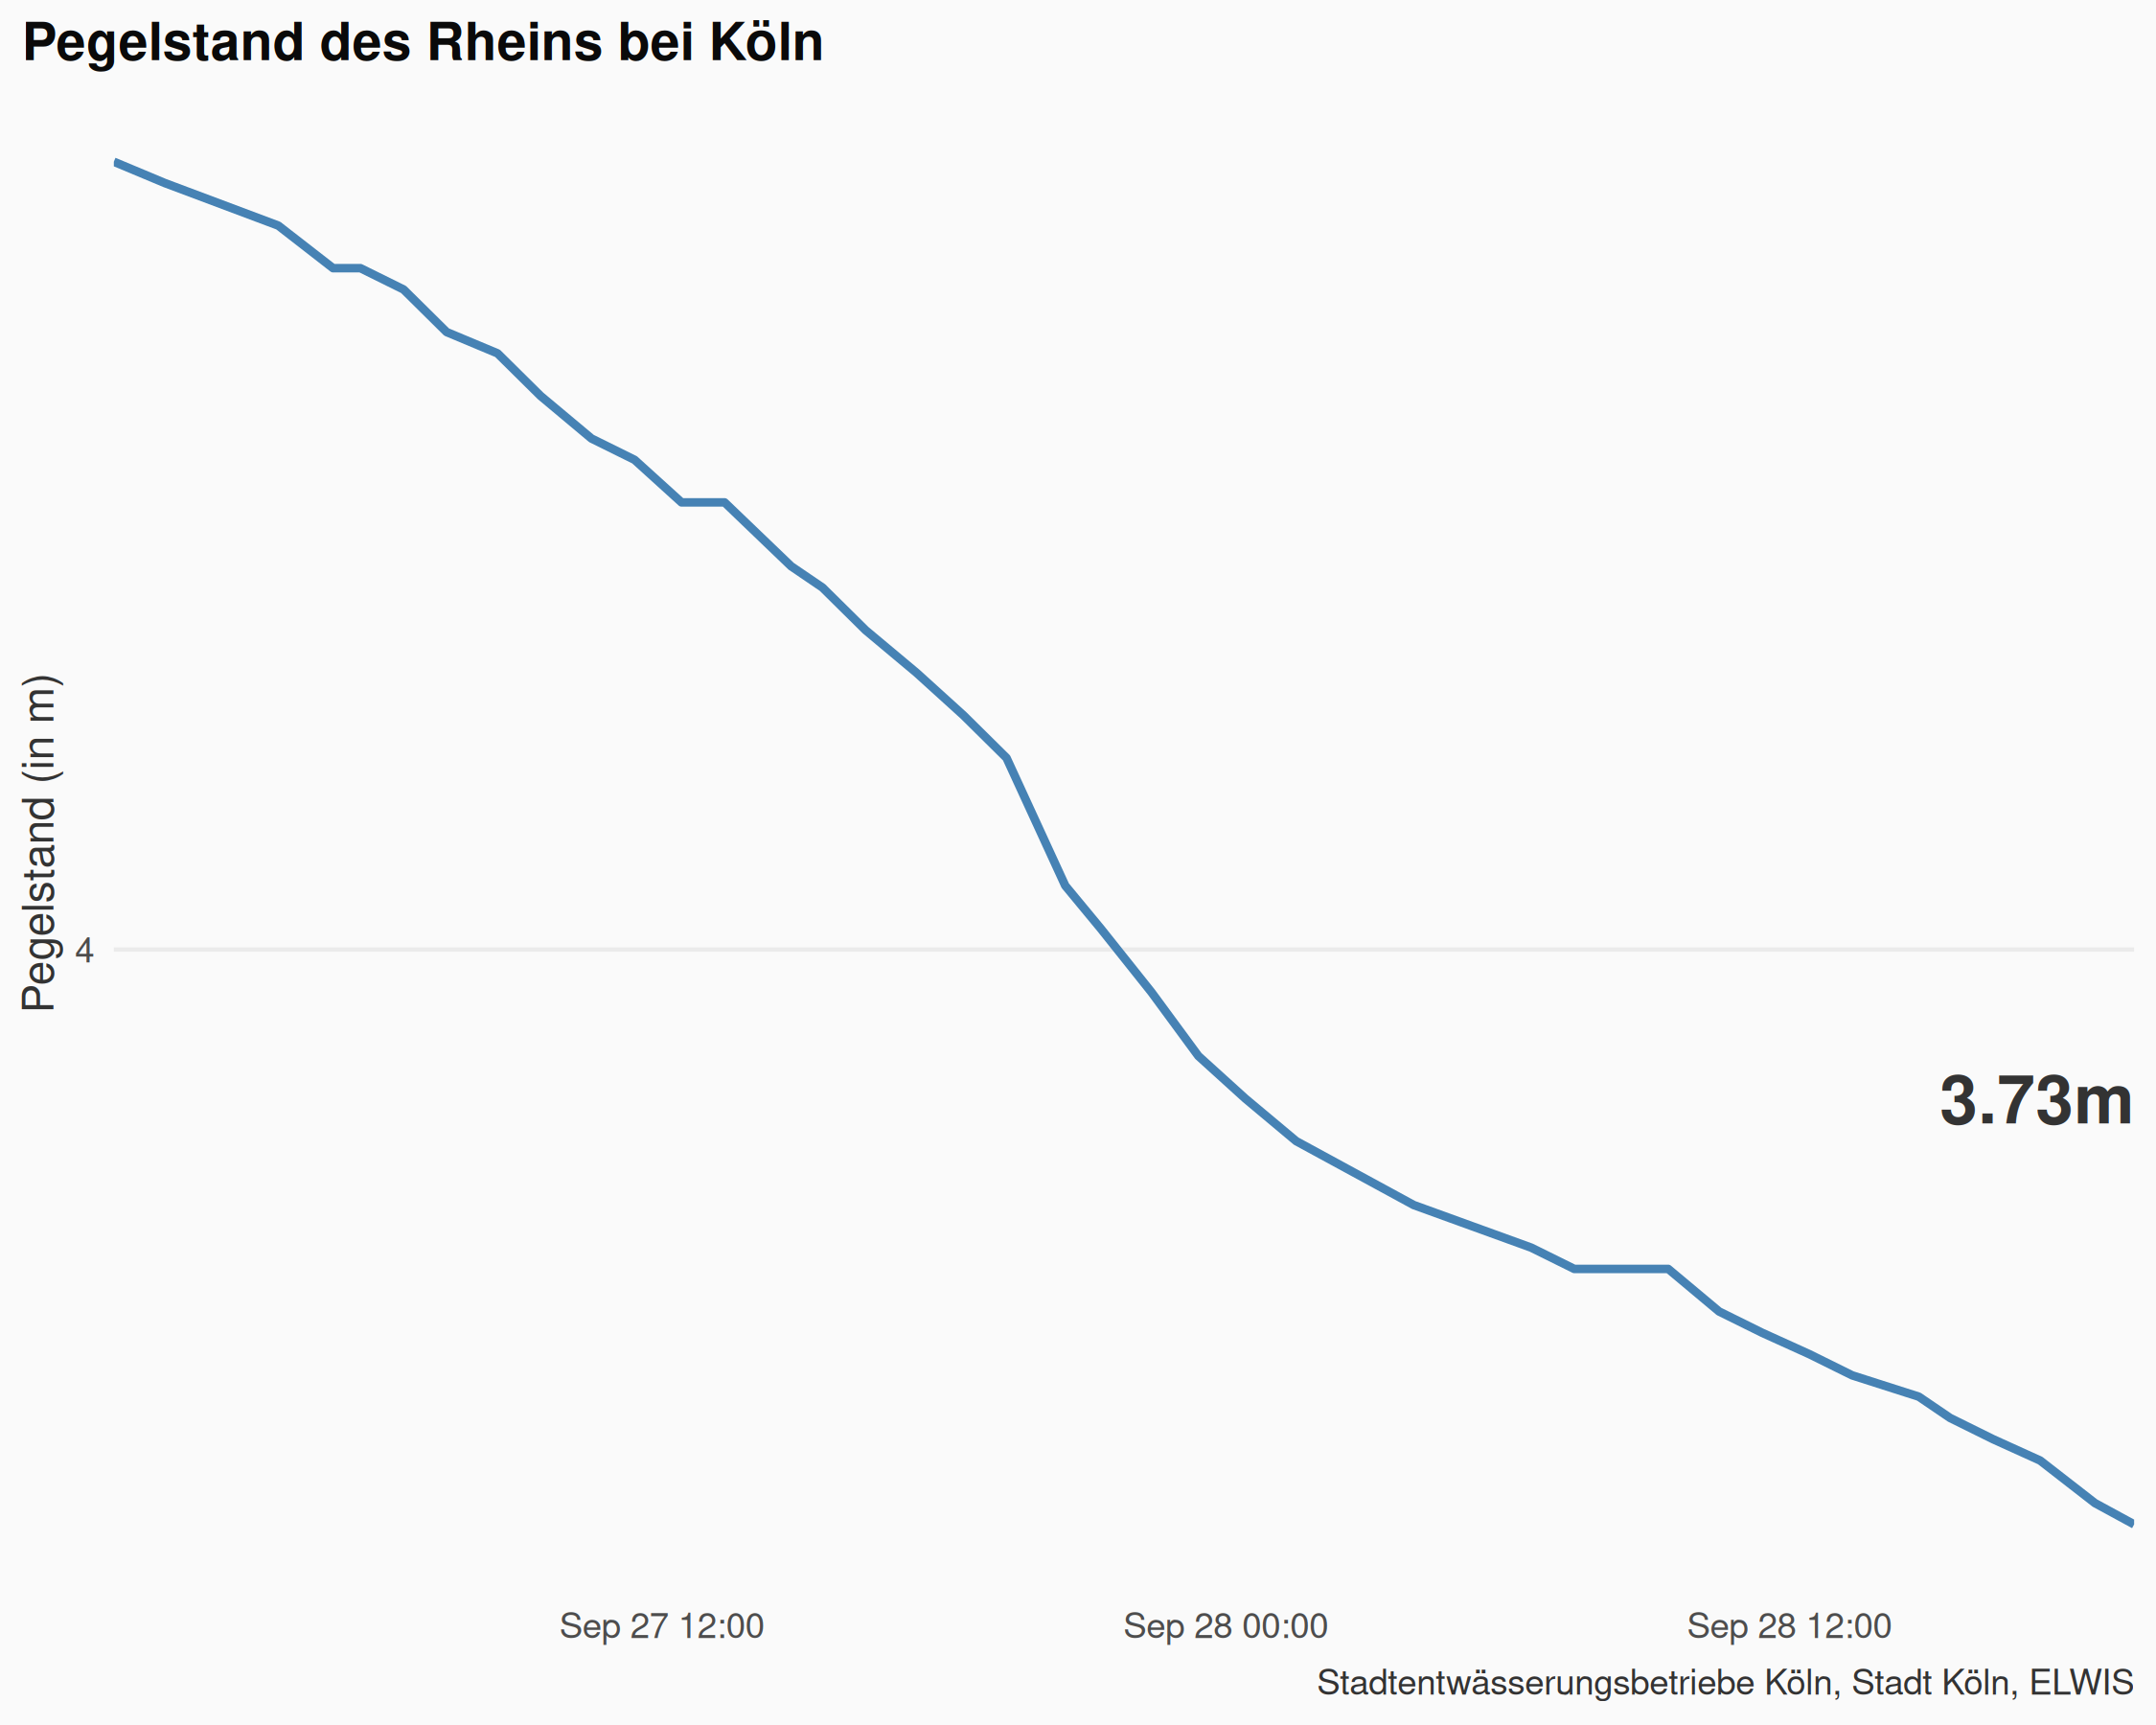 Pegelstand des Rheins bei Köln
Pegelstand (in m)
4
3.73m
Sep 27 12:00
Sep 28 00:00
Sep 28 12:00
Stadtentwässerungsbetriebe Köln, Stadt Köln, ELWIS